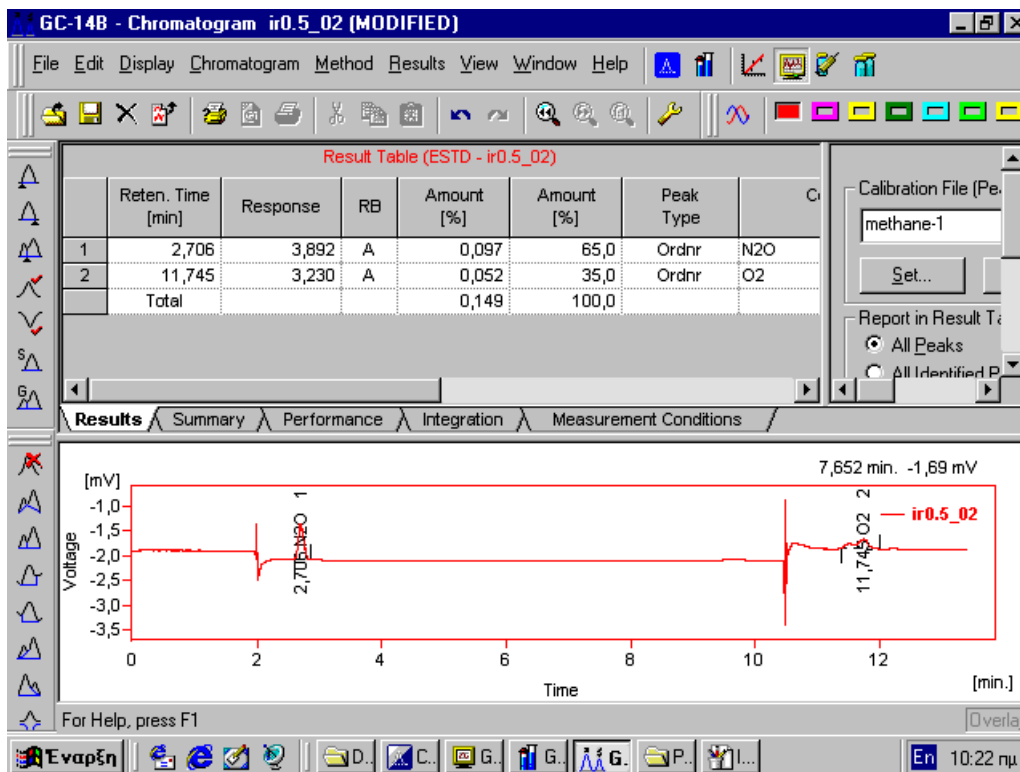 GC-14B - Chromatogram ir0.5_02 (MODIFIED)
File Edit Display Chromatogram Method Results View Window Help
Result Table (ESTD - ir0.5_02)
Reten. Time [min] Response RB Amount [%] Amount [%] Peak Type
1 2,706 3,892 A 0,097 65,0 Ordnr N2O
2 11,745 3,230 A 0,052 35,0 Ordnr O2
Total 0,149 100,0
Calibration File (Pe
methane-1
Set...
Report in Result Ta
All Peaks
All Identified P
Results Summary Performance Integration Measurement Conditions
7,652 min. -1,69 mV
[mV]
ir0.5_02
Voltage
-1,0
-1,5
-2,0
-2,5
-3,0
-3,5
2,706 N2O 1
11,745 O2 2
0 2 4 6 8 10 12
Time
[min.]
For Help, press F1
Overla
Έναρξη D.. C.. G.. G.. G. P.. I... En 10:22 πμ